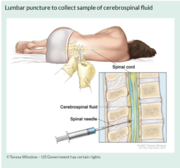 Lumbar puncture to collect sample of cerebrospinal fluid
Spinal cord
Cerebrospinal fluid
Spinal needle
©Teresa Winslow – US Government has certain rights